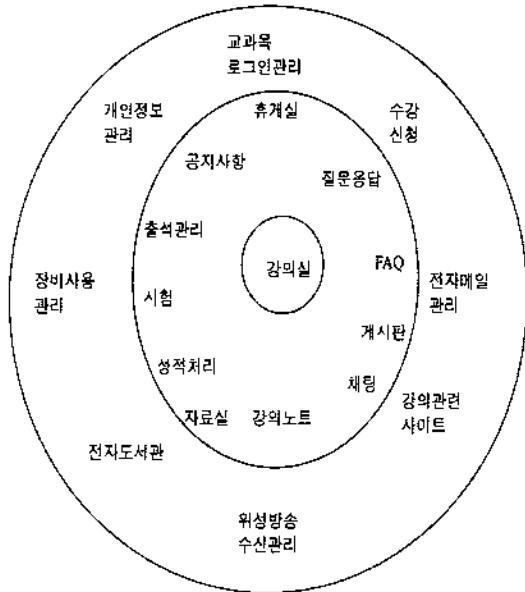 교과목
로그인관리
개인정보
관리
휴게실
수강
신청
공지사항
질문응답
출석관리
강의실
FAQ
장비사용
관리
전자메일
관리
시험
게시판
성적처리
채팅
강의관련
사이트
자료실
강의노트
전자도서관
위성방송
수신관리